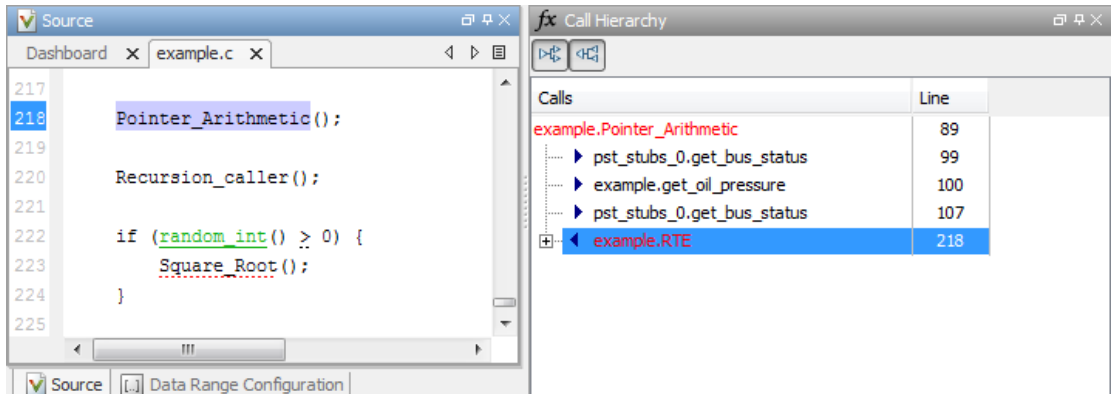 Source
Dashboard X example.c X
217
218 Pointer_Arithmetic();
219
220 Recursion_caller();
221
222 if (random_int() > 0) {
223 Square_Root();
224 }
225
Source [..] Data Range Configuration
fx Call Hierarchy
Calls Line
example.Pointer_Arithmetic 89
pst_stubs_0.get_bus_status 99
example.get_oil_pressure 100
pst_stubs_0.get_bus_status 107
example.RTE 218